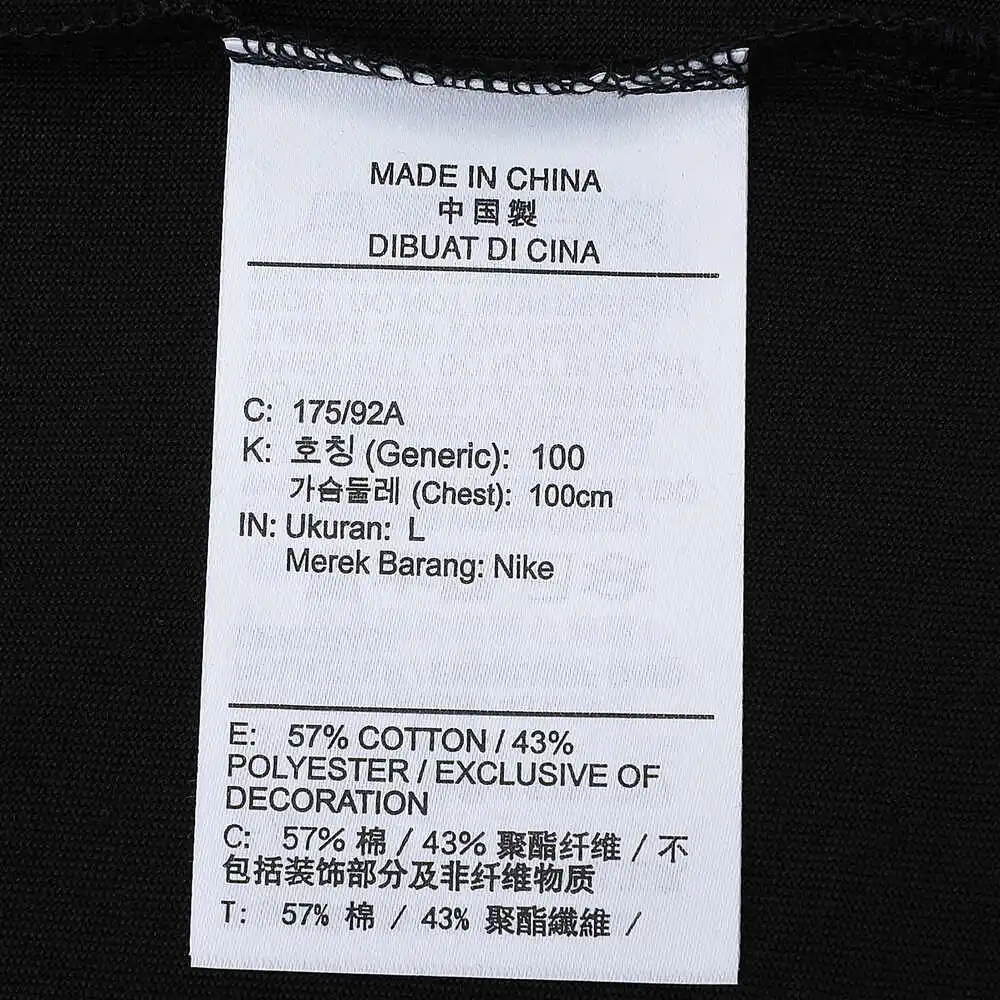 MADE IN CHINA
中国製
DIBUAT DI CINA
C: 175/92A
K: 호칭 (Generic): 100
가슴둘레 (Chest): 100cm
IN: Ukuran: L
Merek Barang: Nike
E: 57% COTTON / 43%
POLYESTER / EXCLUSIVE OF
DECORATION
C: 57% 棉 / 43% 聚酯纤维 / 不
包括装饰部分及非纤维物质
T: 57% 棉 / 43% 聚酯纖維 /